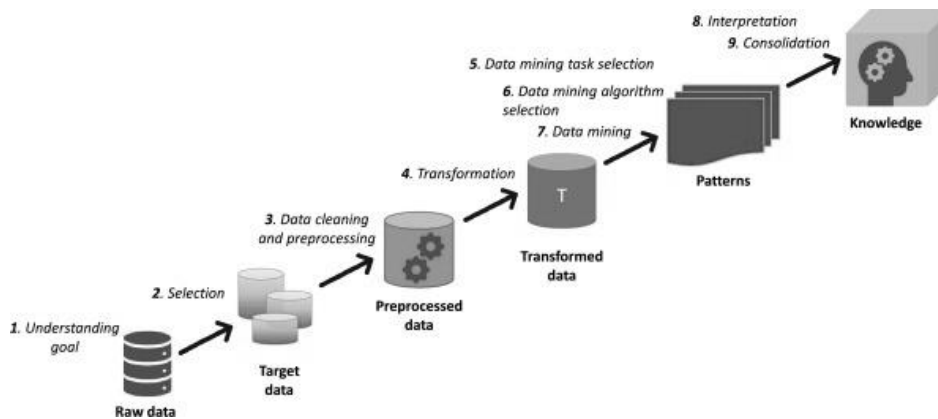 1. Understanding
goal
Raw data
2. Selection
Target
data
3. Data cleaning
and preprocessing
Preprocessed
data
4. Transformation
T
Transformed
data
5. Data mining task selection
6. Data mining algorithm
selection
7. Data mining
Patterns
8. Interpretation
9. Consolidation
Knowledge